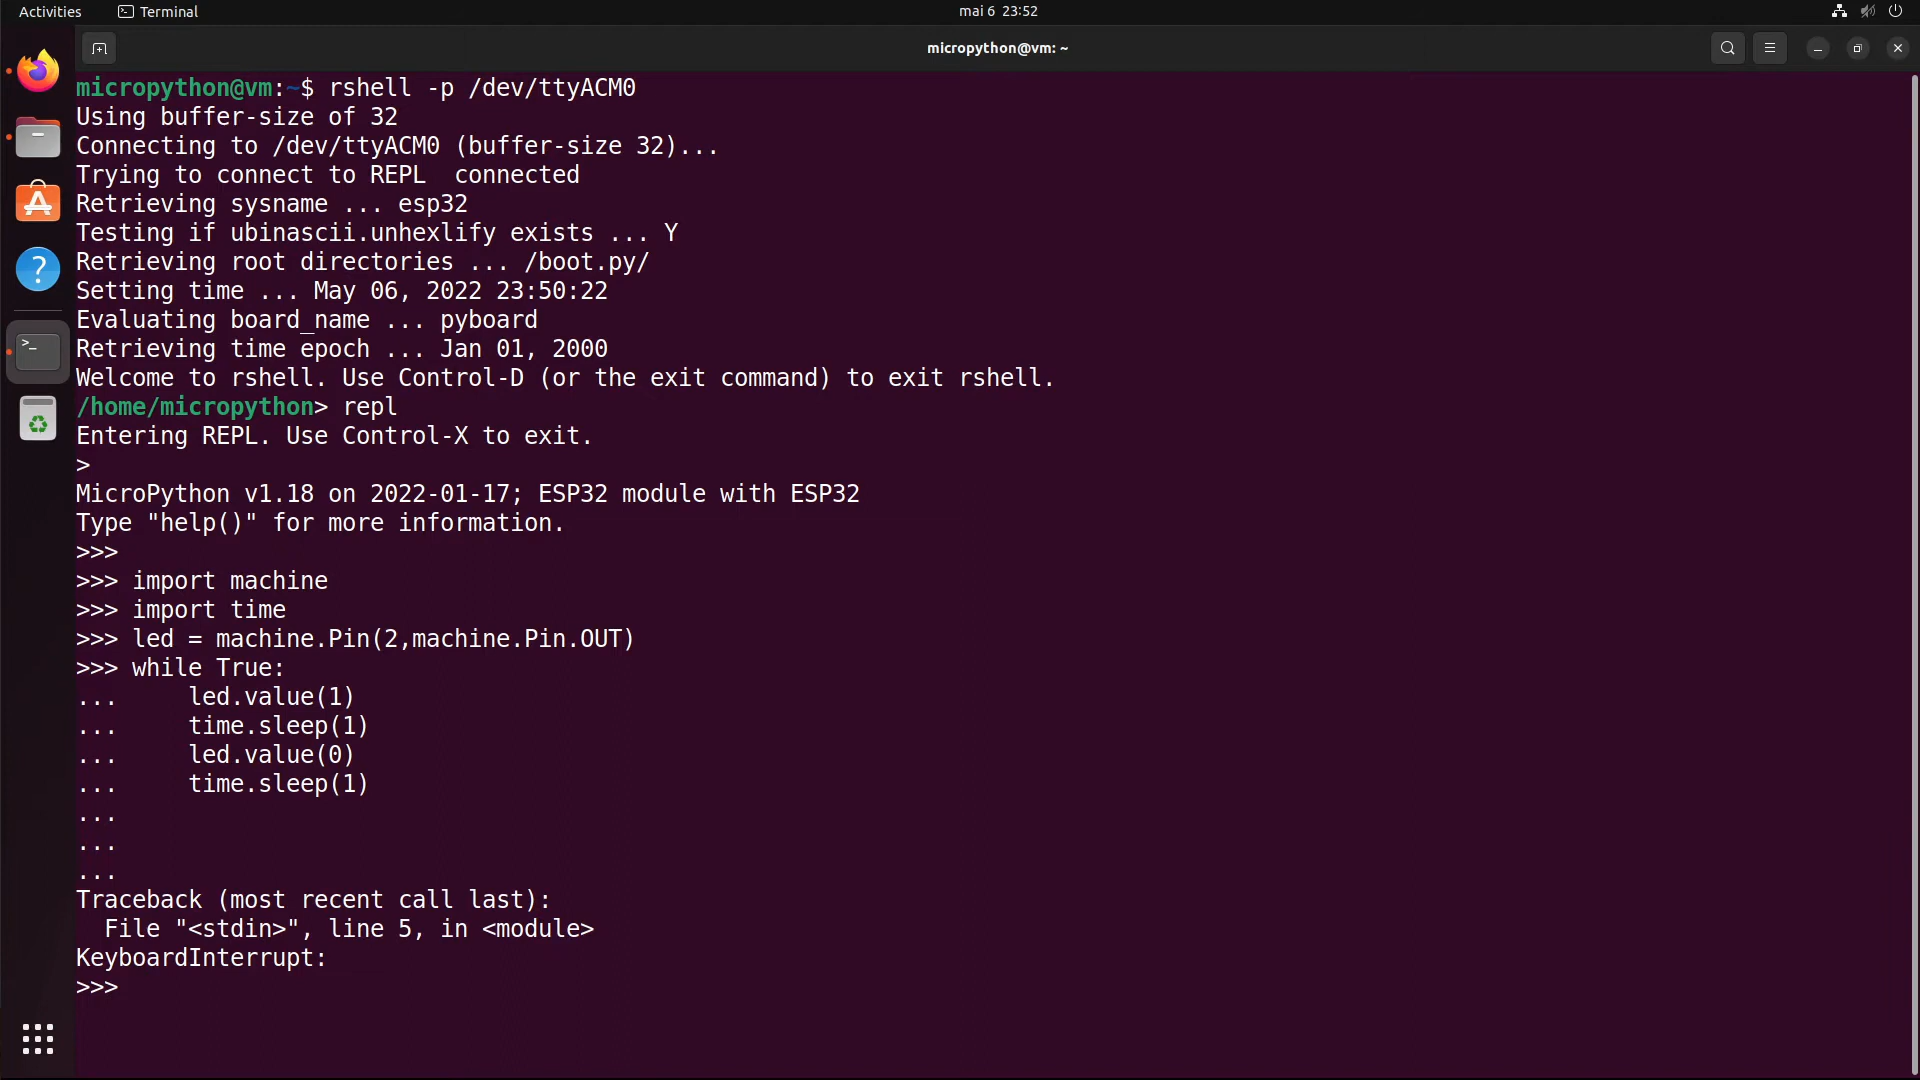 Activities
Terminal
mai 6 23:52
micropython@vm: ~
micropython@vm:~$ rshell -p /dev/ttyACM0
Using buffer-size of 32
Connecting to /dev/ttyACM0 (buffer-size 32)...
Trying to connect to REPL  connected
Retrieving sysname ... esp32
Testing if ubinascii.unhexlify exists ... Y
Retrieving root directories ... /boot.py/
Setting time ... May 06, 2022 23:50:22
Evaluating board_name ... pyboard
Retrieving time epoch ... Jan 01, 2000
Welcome to rshell. Use Control-D (or the exit command) to exit rshell.
/home/micropython> repl
Entering REPL. Use Control-X to exit.
>
MicroPython v1.18 on 2022-01-17; ESP32 module with ESP32
Type "help()" for more information.
>>>
>>> import machine
>>> import time
>>> led = machine.Pin(2,machine.Pin.OUT)
>>> while True:
...     led.value(1)
...     time.sleep(1)
...     led.value(0)
...     time.sleep(1)
...
...
...
Traceback (most recent call last):
  File "<stdin>", line 5, in <module>
KeyboardInterrupt:
>>>